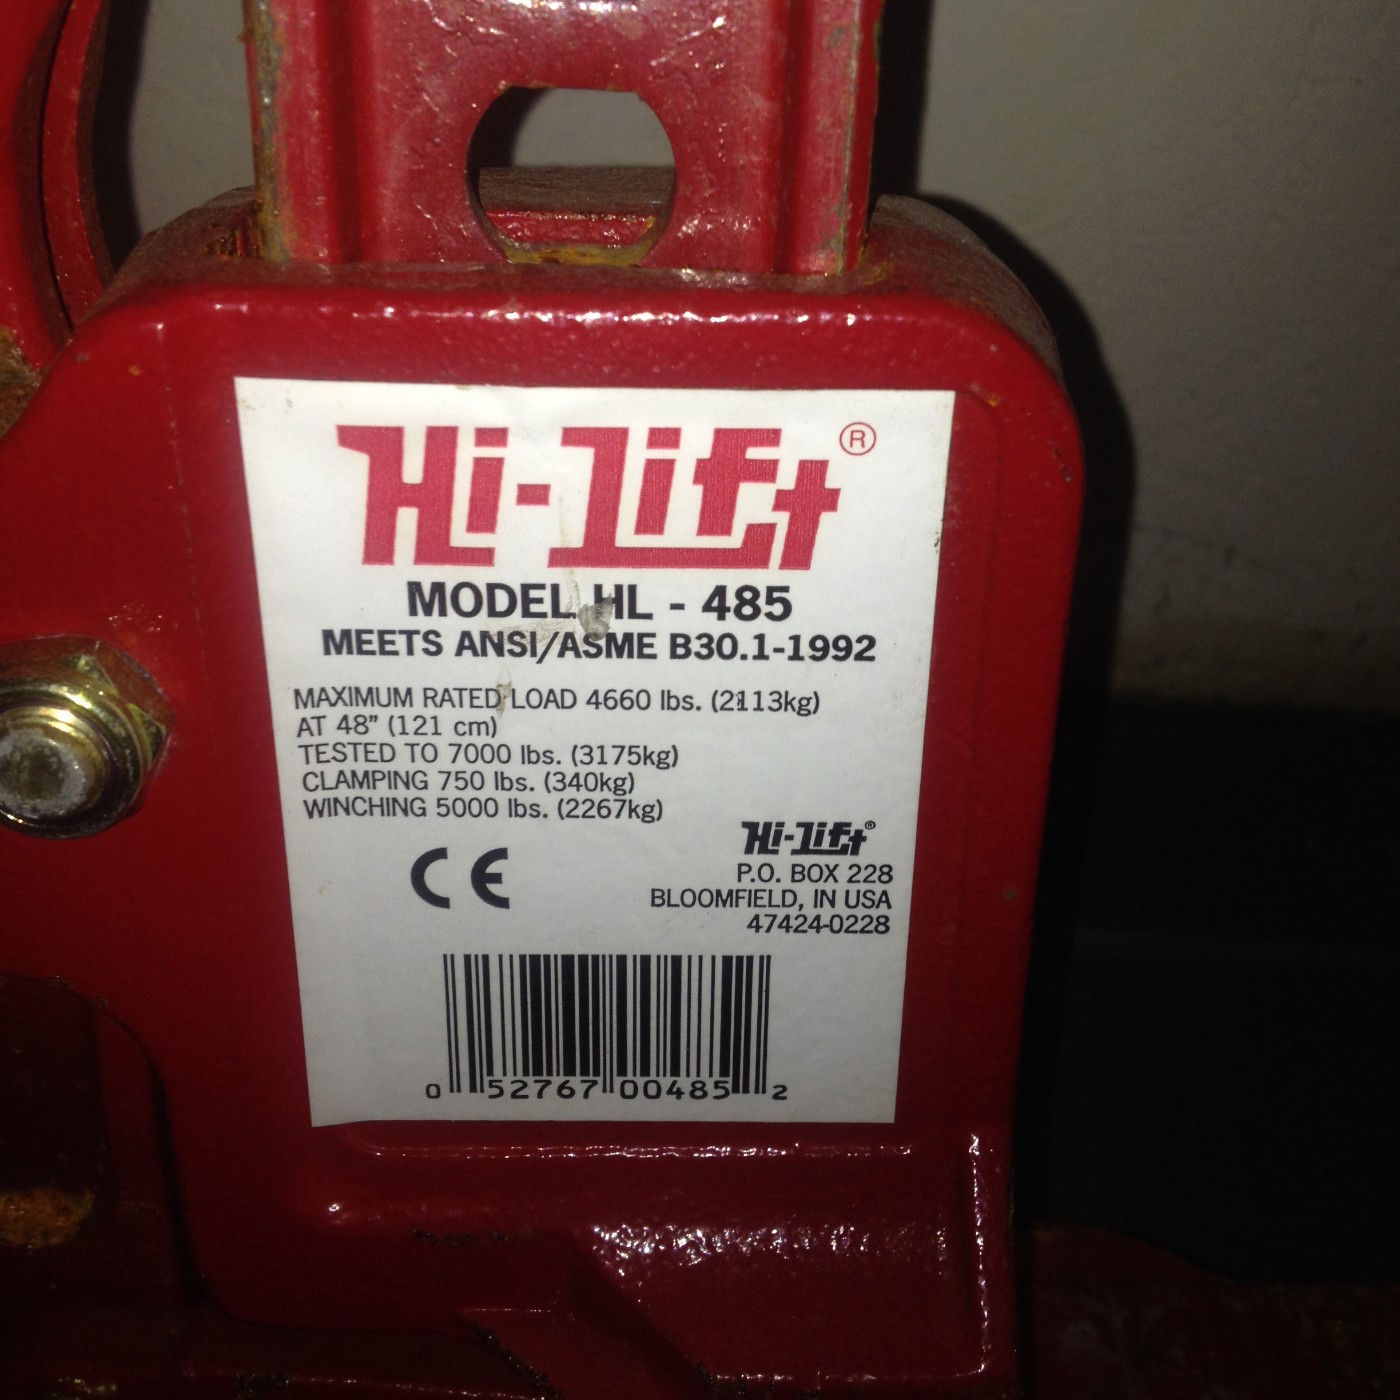 Hi-Lift®
MODEL HL - 485
MEETS ANSI/ASME B30.1-1992
MAXIMUM RATED LOAD 4660 lbs. (2113kg)
AT 48" (121 cm)
TESTED TO 7000 lbs. (3175kg)
CLAMPING 750 lbs. (340kg)
WINCHING 5000 lbs. (2267kg)
CE
Hi-Lift®
P.O. BOX 228
BLOOMFIELD, IN USA
47424-0228
0 52767 00485 2